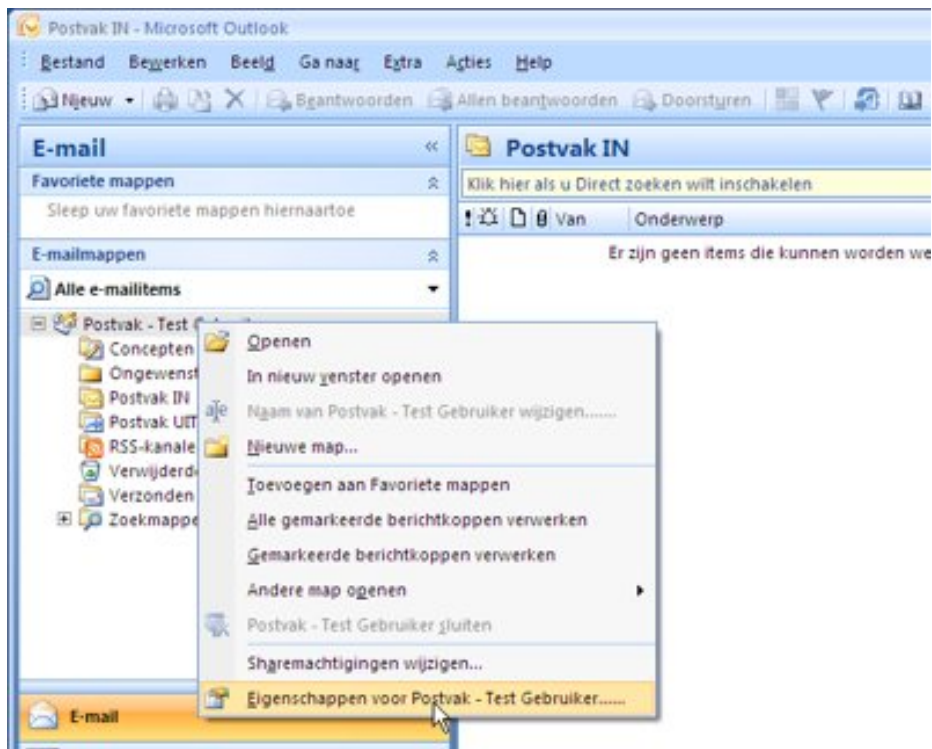 Postvak IN - Microsoft Outlook
Bestand Bewerken Beeld Ga naar Extra Acties Help
Nieuw Beantwoorden Allen beantwoorden Doorsturen
E-mail
Favoriete mappen
Sleep uw favoriete mappen hiernaartoe
E-mailmappen
Alle e-mailitems
Postvak - Test
Concepten
Ongewenst
Postvak IN
Postvak UIT
RSS-kanale
Verwijderd
Verzonden
Zoekmappe
E-mail
Postvak IN
Klik hier als u Direct zoeken wilt inschakelen
Van Onderwerp
Er zijn geen items die kunnen worden we
Openen
In nieuw venster openen
Naam van Postvak - Test Gebruiker wijzigen......
Nieuwe map...
Toevoegen aan Favoriete mappen
Alle gemarkeerde berichtkoppen verwerken
Gemarkeerde berichtkoppen verwerken
Andere map openen
Postvak - Test Gebruiker sluiten
Sharemachtigingen wijzigen...
Eigenschappen voor Postvak - Test Gebruiker......